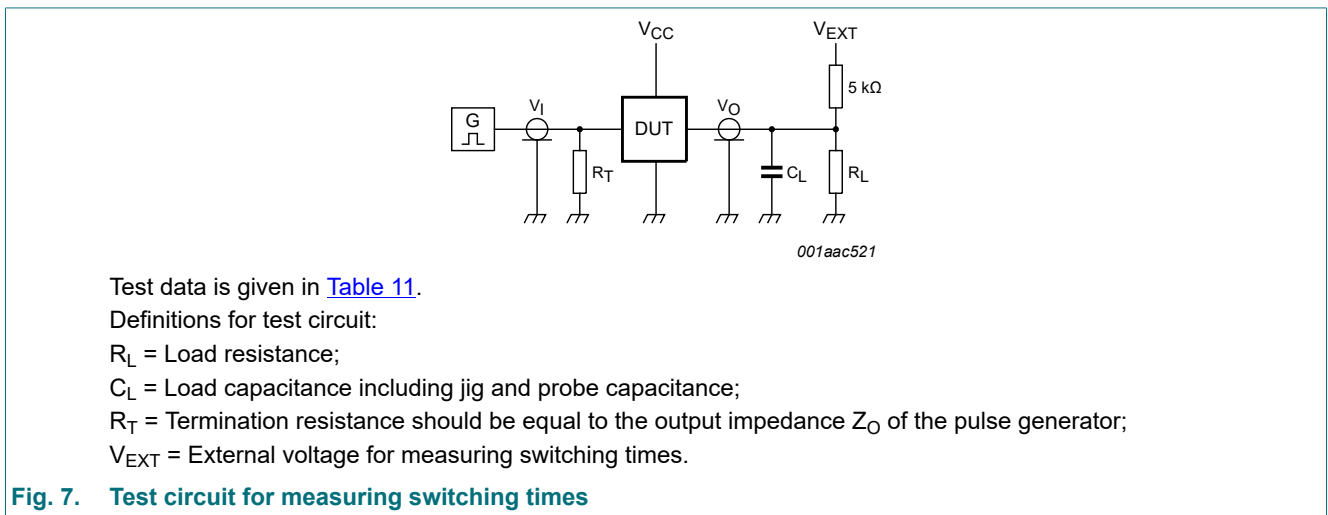 VCC
VEXT
5 kΩ
G
VI
DUT
VO
RT
CL
RL
001aac521
Test data is given in Table 11.
Definitions for test circuit:
RL = Load resistance;
CL = Load capacitance including jig and probe capacitance;
RT = Termination resistance should be equal to the output impedance ZO of the pulse generator;
VEXT = External voltage for measuring switching times.
Fig. 7. Test circuit for measuring switching times